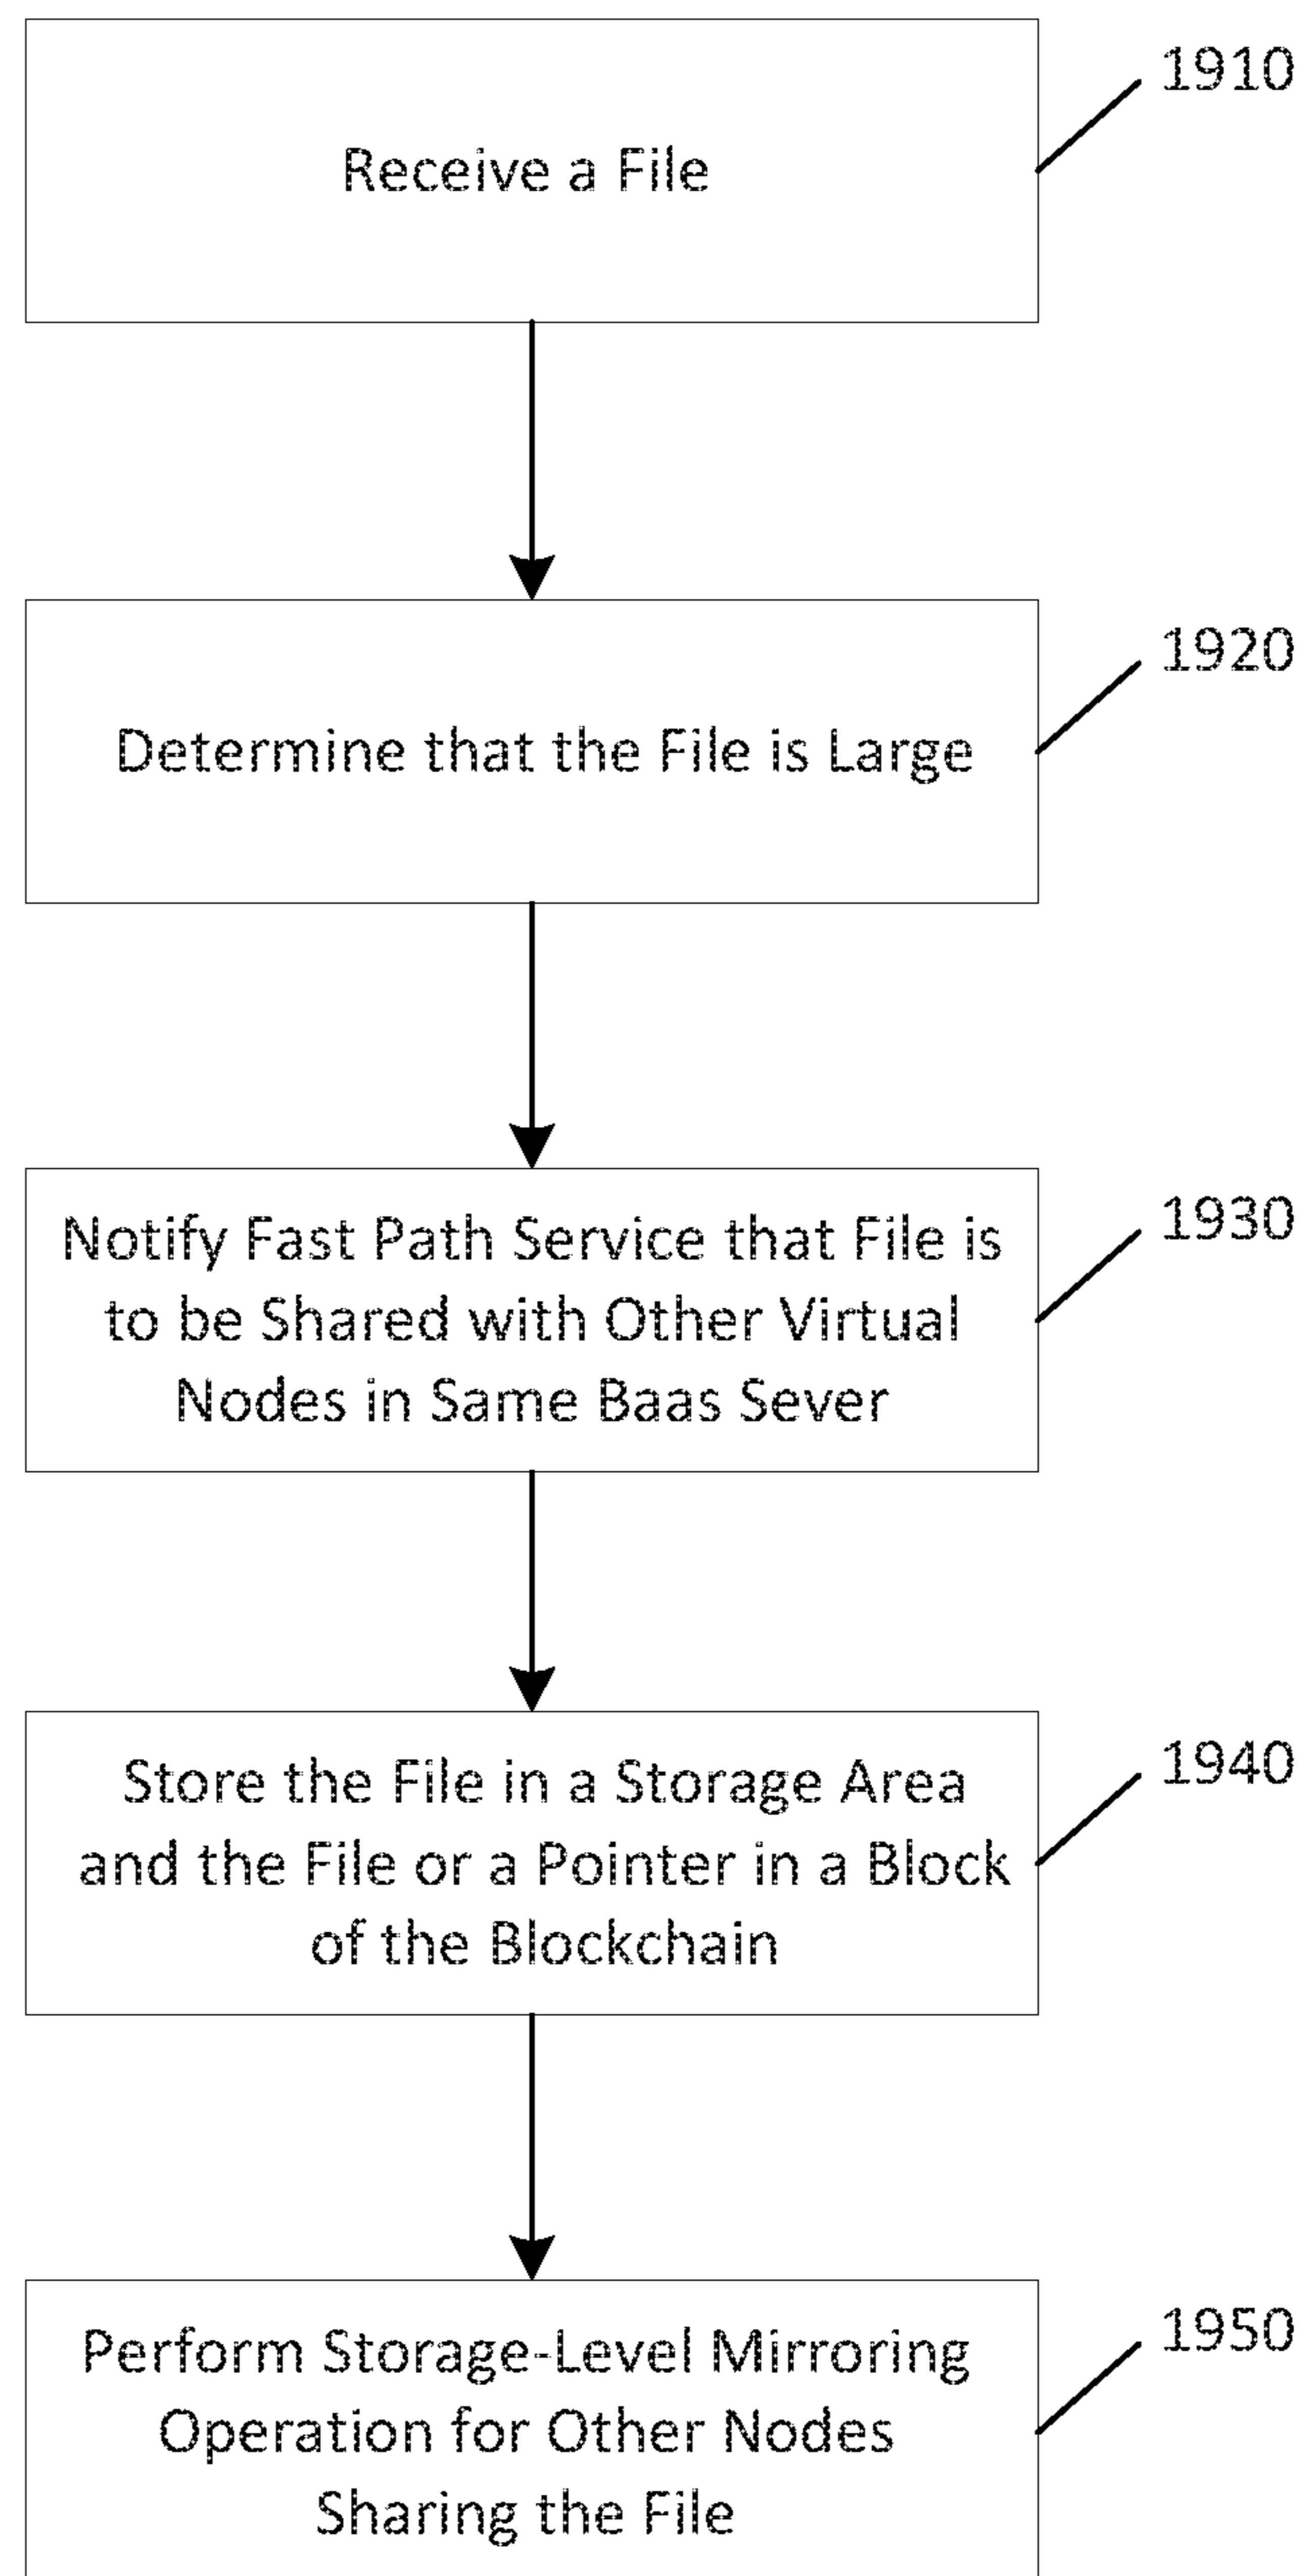 Receive a File
1910
Determine that the File is Large
1920
Notify Fast Path Service that File is
to be Shared with Other Virtual
Nodes in Same Baas Sever
1930
Store the File in a Storage Area
and the File or a Pointer in a Block
of the Blockchain
1940
Perform Storage-Level Mirroring
Operation for Other Nodes
Sharing the File
1950